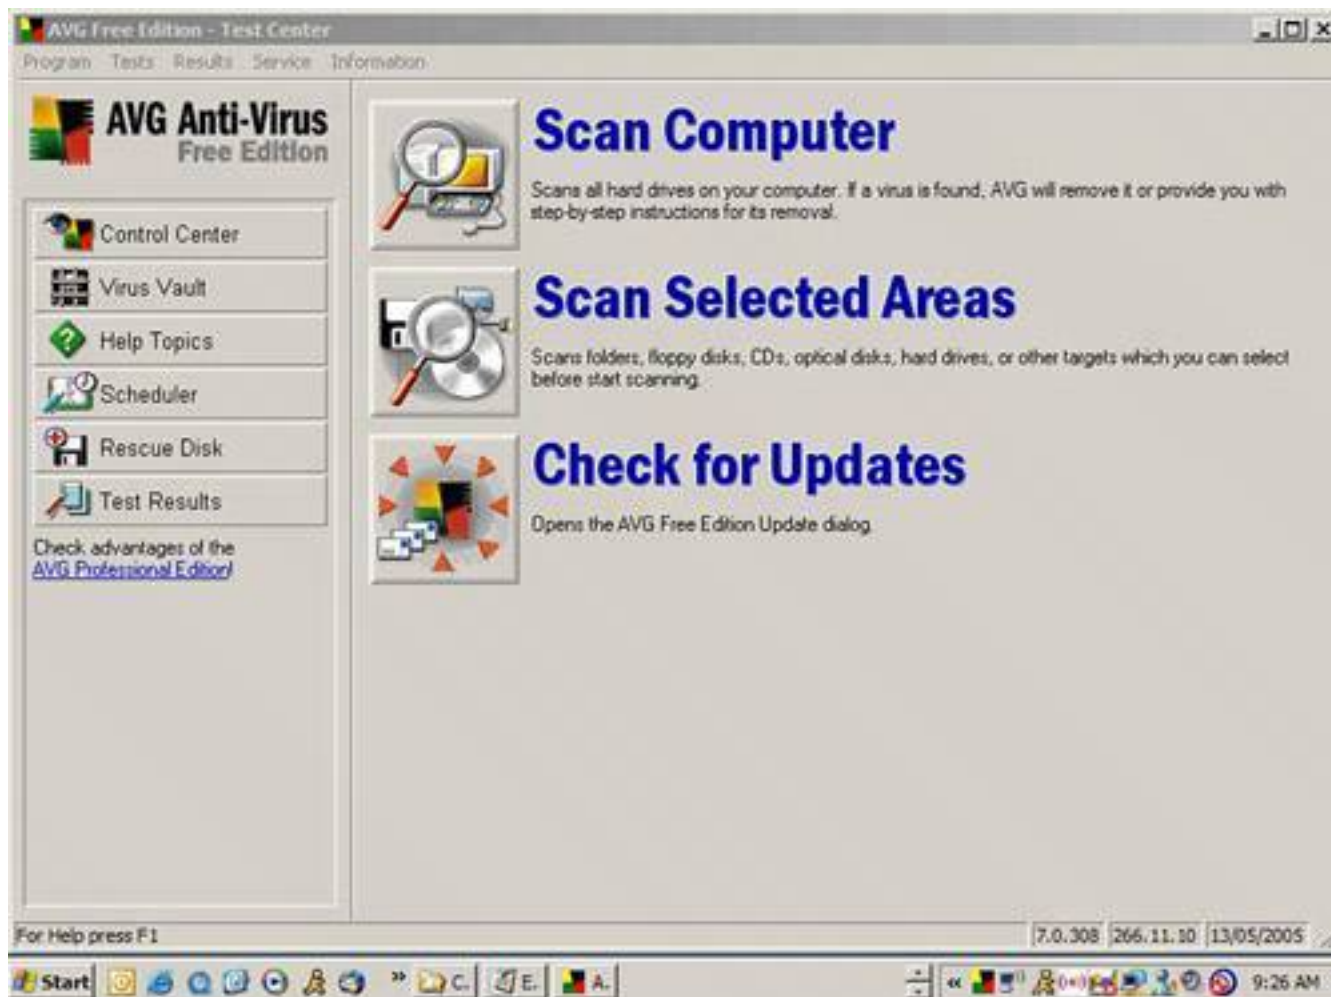 AVG Free Edition - Test Center
Program Tests Results Service Information
AVG Anti-Virus
Free Edition
Control Center
Virus Vault
Help Topics
Scheduler
Rescue Disk
Test Results
Check advantages of the
AVG Professional Edition!
Scan Computer
Scans all hard drives on your computer. If a virus is found, AVG will remove it or provide you with
step-by-step instructions for its removal.
Scan Selected Areas
Scans folders, floppy disks, CDs, optical disks, hard drives, or other targets which you can select
before start scanning.
Check for Updates
Opens the AVG Free Edition Update dialog.
For Help press F1
7.0.308 266.11.10 13/05/2005
Start C. E. A. 9:26 AM